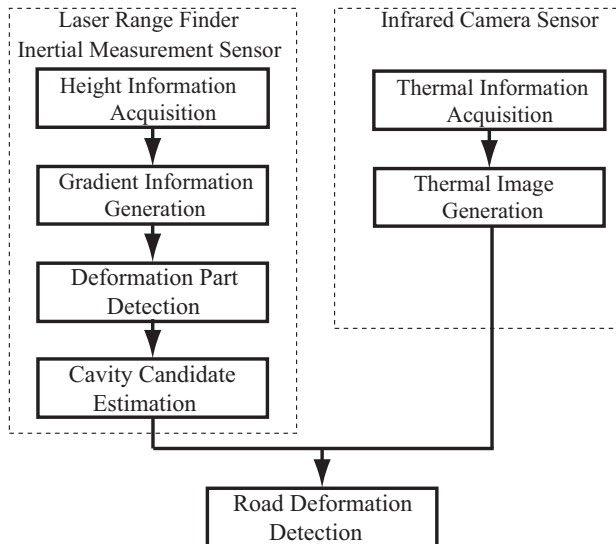 Laser Range Finder
Inertial Measurement Sensor
Height Information
Acquisition
Gradient Information
Generation
Deformation Part
Detection
Cavity Candidate
Estimation
Infrared Camera Sensor
Thermal Information
Acquisition
Thermal Image
Generation
Road Deformation
Detection